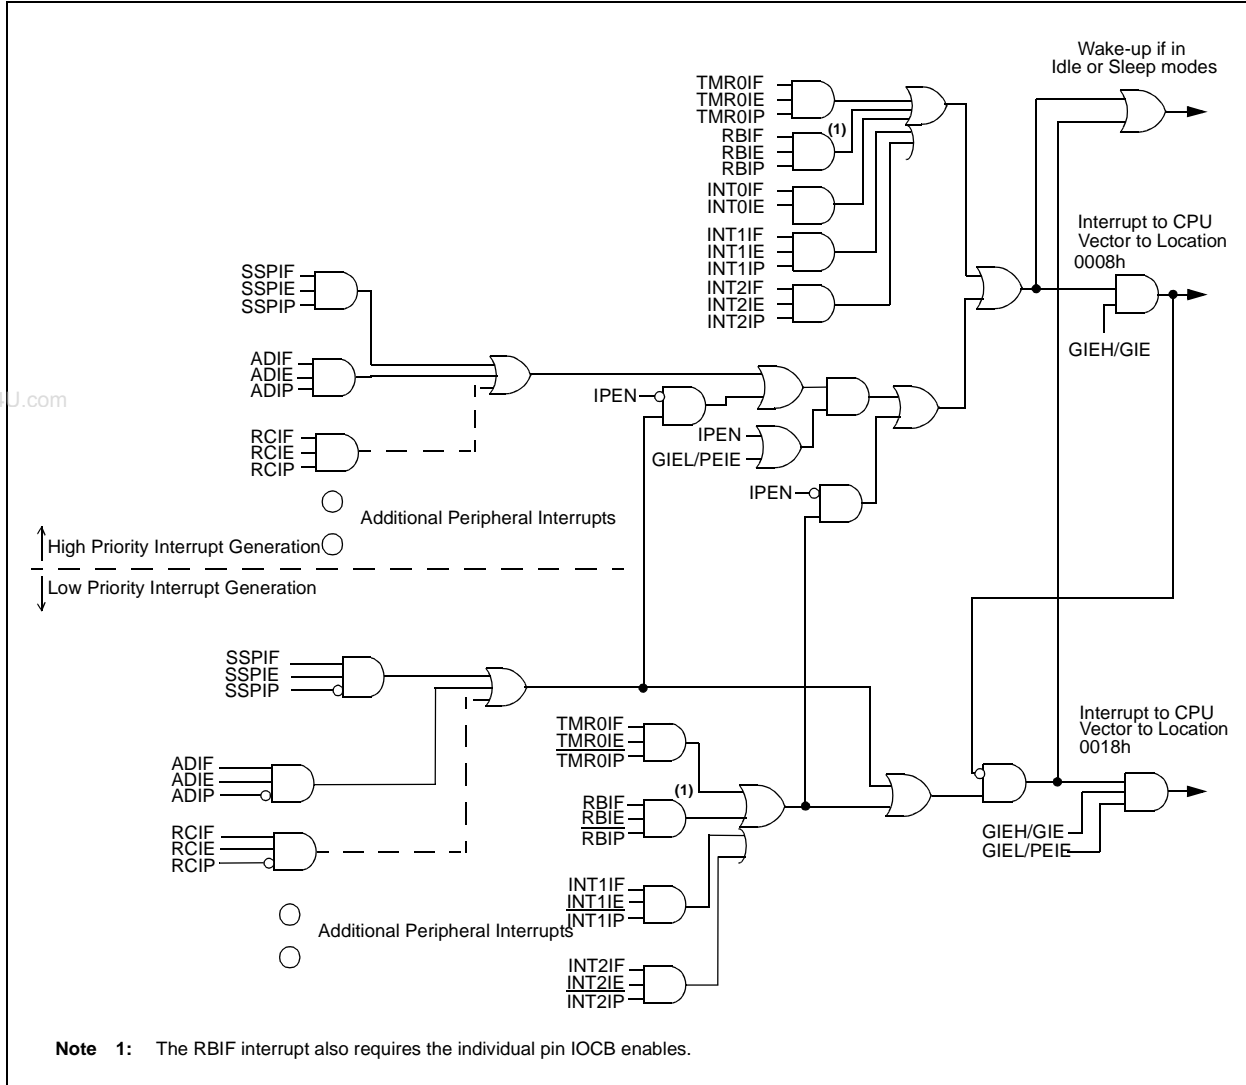 Wake-up if in
Idle or Sleep modes
TMR0IF
TMR0IE
TMR0IP
(1)
RBIF
RBIE
RBIP
INT0IF
INT0IE
INT1IF
INT1IE
INT1IP
INT2IF
INT2IE
INT2IP
Interrupt to CPU
Vector to Location
0008h
GIEH/GIE
SSPIF
SSPIE
SSPIP
ADIF
ADIE
ADIP
RCIF
RCIE
RCIP
IPEN
IPEN
GIEL/PEIE
IPEN
Additional Peripheral Interrupts
High Priority Interrupt Generation
Low Priority Interrupt Generation
SSPIF
SSPIE
SSPIP
ADIF
ADIE
ADIP
RCIF
RCIE
RCIP
Additional Peripheral Interrupts
TMR0IF
TMR0IE
TMR0IP
(1)
RBIF
RBIE
RBIP
INT1IF
INT1IE
INT1IP
INT2IF
INT2IE
INT2IP
Interrupt to CPU
Vector to Location
0018h
GIEH/GIE
GIEL/PEIE
Note 1: The RBIF interrupt also requires the individual pin IOCB enables.
U.com